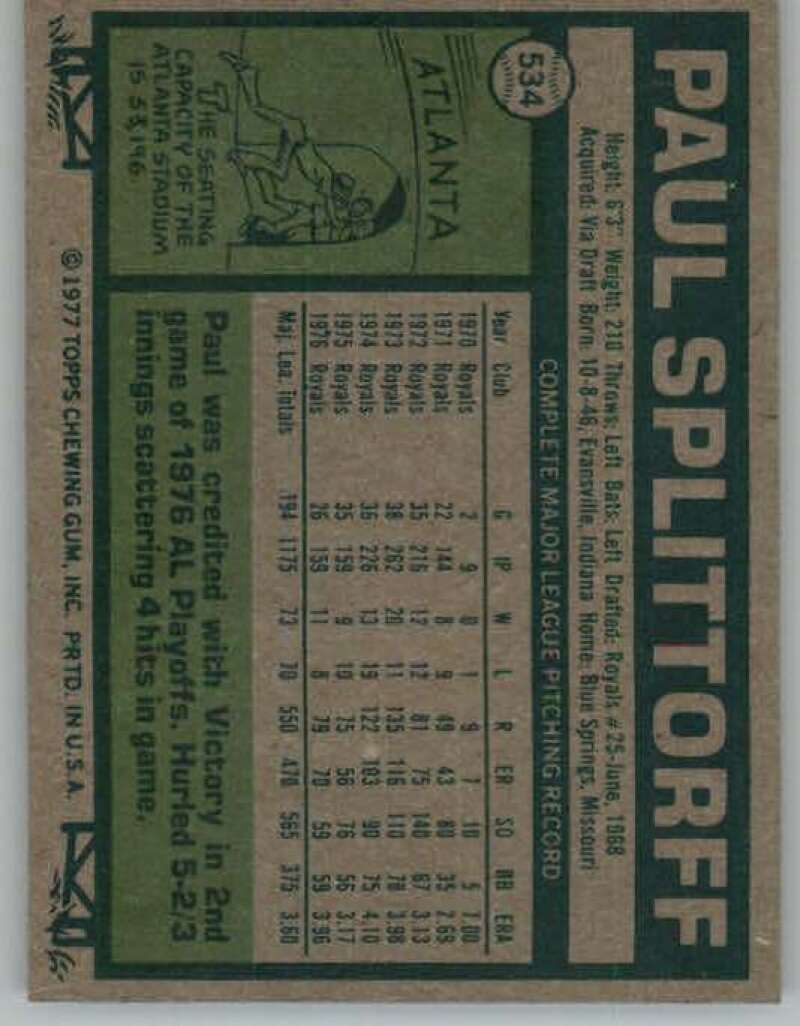 PAUL SPLITTORFF
Height: 6'3" Weight: 210 Throws: Left Bats: Left Drafted: Royals #25-June, 1968
Acquired: Via Draft Born: 10-8-46, Evansville, Indiana Home: Blue Springs, Missouri
534
COMPLETE MAJOR LEAGUE PITCHING RECORD
Year Club G IP W L R ER SO BB ERA
1970 Royals 2 9 0 1 9 7 10 5 7.00
1971 Royals 22 144 8 9 49 43 80 35 2.69
1972 Royals 35 216 12 12 81 75 140 67 3.13
1973 Royals 38 262 20 11 135 116 110 78 3.98
1974 Royals 36 226 13 19 122 103 90 75 4.10
1975 Royals 35 159 9 10 75 56 76 56 3.17
1976 Royals 26 159 11 8 79 70 59 59 3.96
Maj. Lea. Totals 194 1175 73 70 550 470 565 375 3.60
ATLANTA
THE SEATING
CAPACITY OF THE
ATLANTA STADIUM
IS 58,196.
Paul was credited with Victory in 2nd
game of 1976 AL Playoffs. Hurled 5-2/3
innings scattering 4 hits in game.
© 1977 TOPPS CHEWING GUM, INC. PRTD. IN U.S.A.